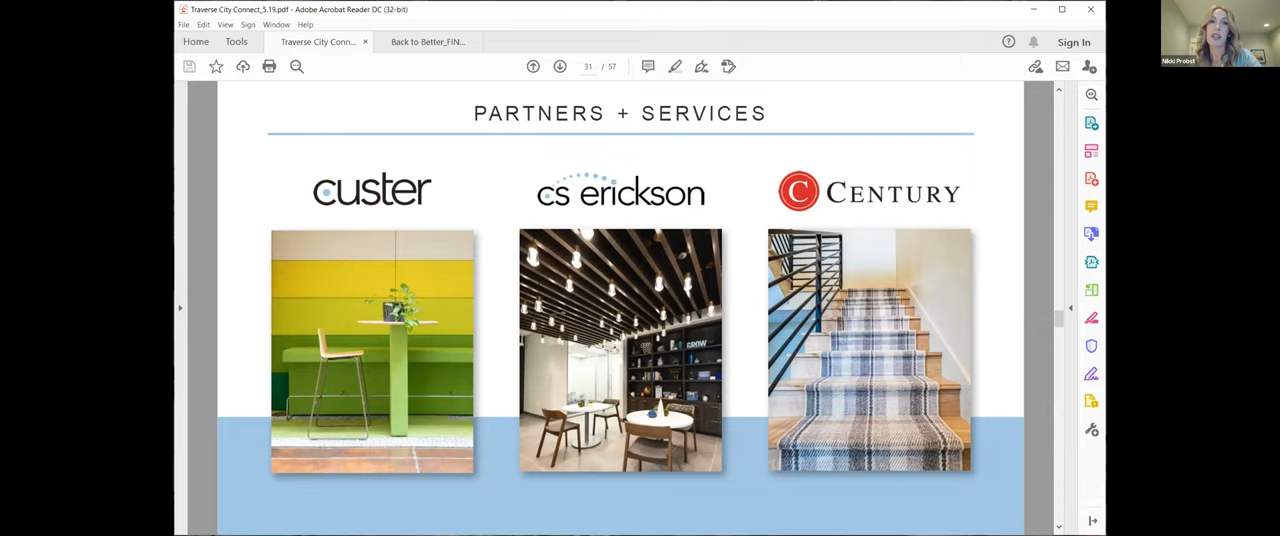 Traverse City Connect_5.19.pdf - Adobe Acrobat Reader DC (32-bit)
File Edit View Sign Window Help
Home Tools Traverse City Conn... × Back to Better_FIN... Sign In
31 / 57
Nikki Probst
PARTNERS + SERVICES
custer
cs erickson
C CENTURY
GROW